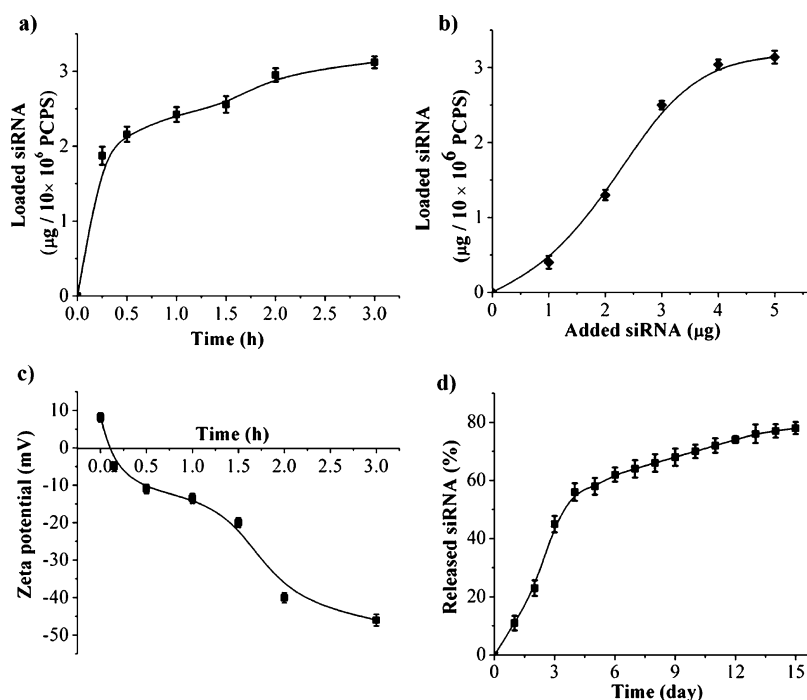 a)
Loaded siRNA
(µg / 10× 10⁶ PCPS)
3
2
1
0
0.0 0.5 1.0 1.5 2.0 2.5 3.0
Time (h)
b)
Loaded siRNA
(µg / 10 × 10⁶ PCPS)
3
2
1
0
0 1 2 3 4 5
Added siRNA (µg)
c)
Zeta potential (mV)
10
0
-10
-20
-30
-40
-50
Time (h)
0.0 0.5 1.0 1.5 2.0 2.5 3.0
d)
Released siRNA (%)
80
60
40
20
0
0 3 6 9 12 15
Time (day)